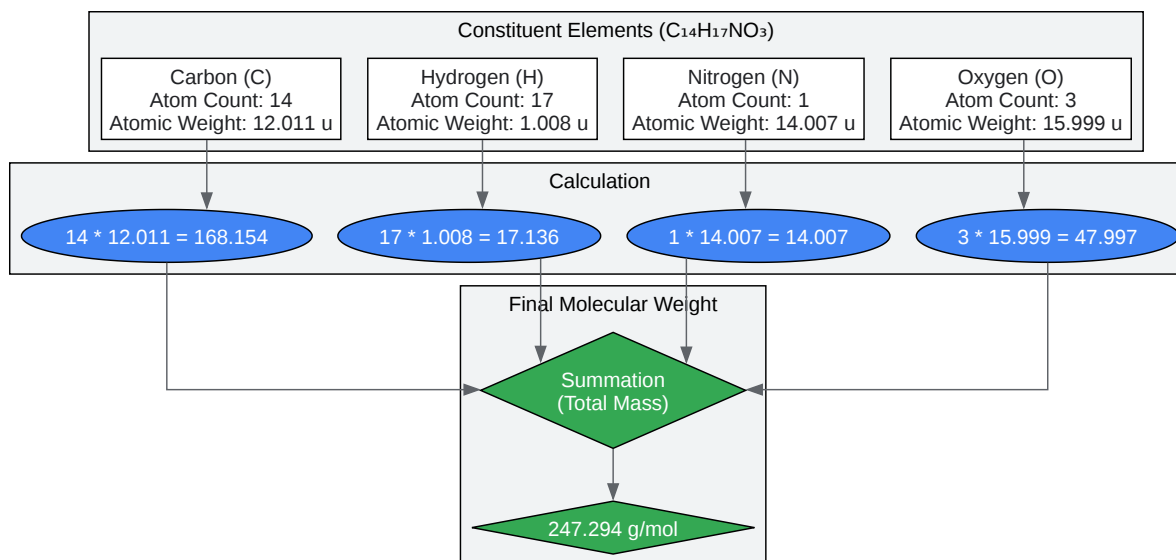 Constituent Elements (C₁₄H₁₇NO₃)
Carbon (C)
Atom Count: 14
Atomic Weight: 12.011 u
Hydrogen (H)
Atom Count: 17
Atomic Weight: 1.008 u
Nitrogen (N)
Atom Count: 1
Atomic Weight: 14.007 u
Oxygen (O)
Atom Count: 3
Atomic Weight: 15.999 u
Calculation
14 * 12.011 = 168.154
17 * 1.008 = 17.136
1 * 14.007 = 14.007
3 * 15.999 = 47.997
Final Molecular Weight
Summation
(Total Mass)
247.294 g/mol